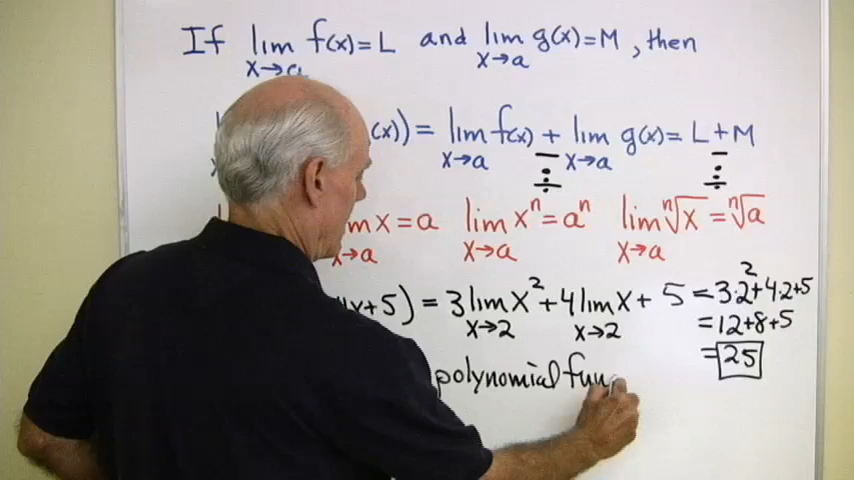 If lim f(x)=L and lim g(x)=M, then
x→a x→a
(x)) = lim f(x) + lim g(x) = L + M
x→a − x→a −
· ·
÷ ÷
m x = a lim xⁿ = aⁿ lim ⁿ√x = ⁿ√a
x→a x→a x→a
4x+5) = 3 lim x² + 4 lim x + 5 = 3·2²+4·2+5
x→2 x→2 = 12+8+5
= 25
polynomial fun